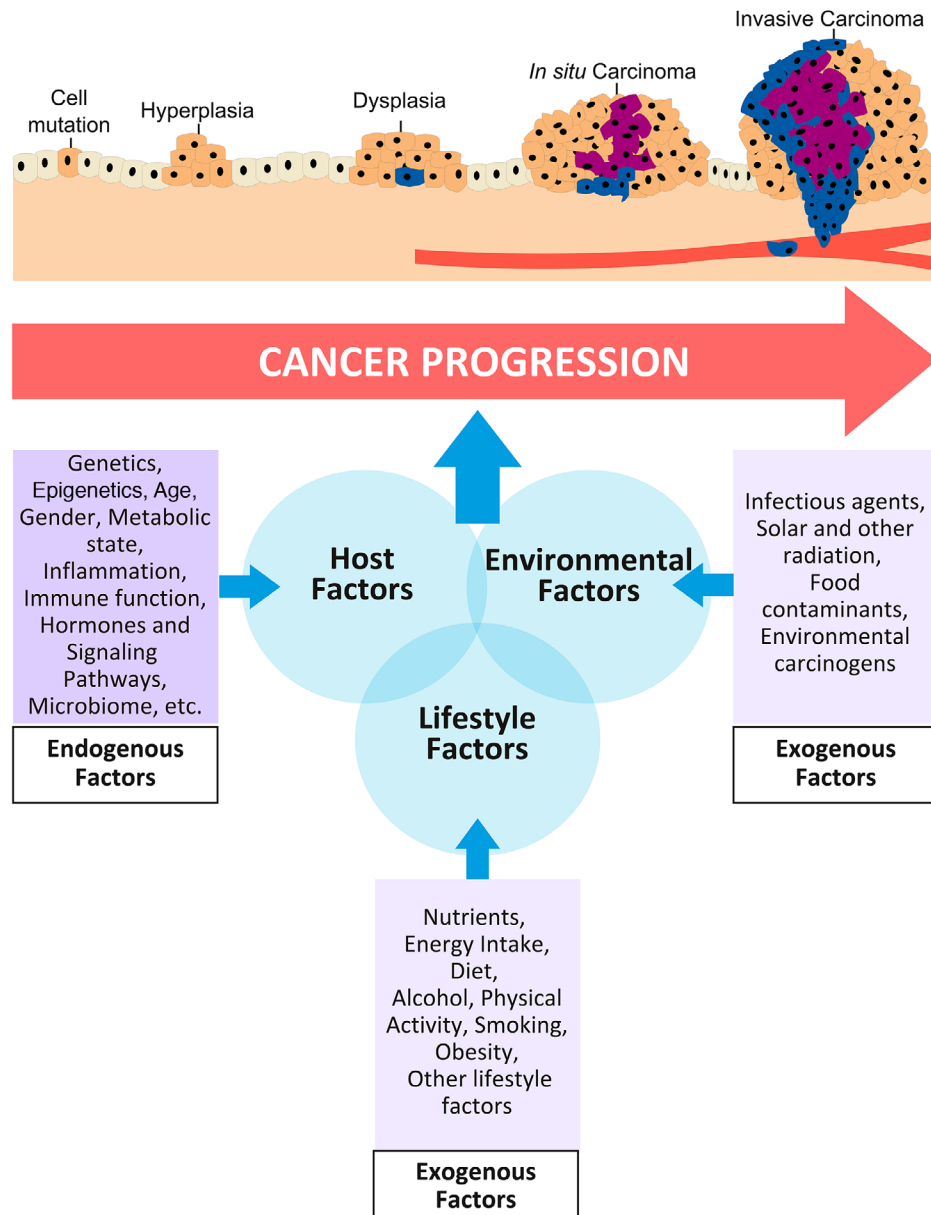 Cell
mutation
Hyperplasia
Dysplasia
In situ Carcinoma
Invasive Carcinoma
CANCER PROGRESSION
Genetics,
Epigenetics, Age,
Gender, Metabolic
state,
Inflammation,
Immune function,
Hormones and
Signaling
Pathways,
Microbiome, etc.
Endogenous
Factors
Host
Factors
Environmental
Factors
Lifestyle
Factors
Infectious agents,
Solar and other
radiation,
Food
contaminants,
Environmental
carcinogens
Exogenous
Factors
Nutrients,
Energy Intake,
Diet,
Alcohol, Physical
Activity, Smoking,
Obesity,
Other lifestyle
factors
Exogenous
Factors